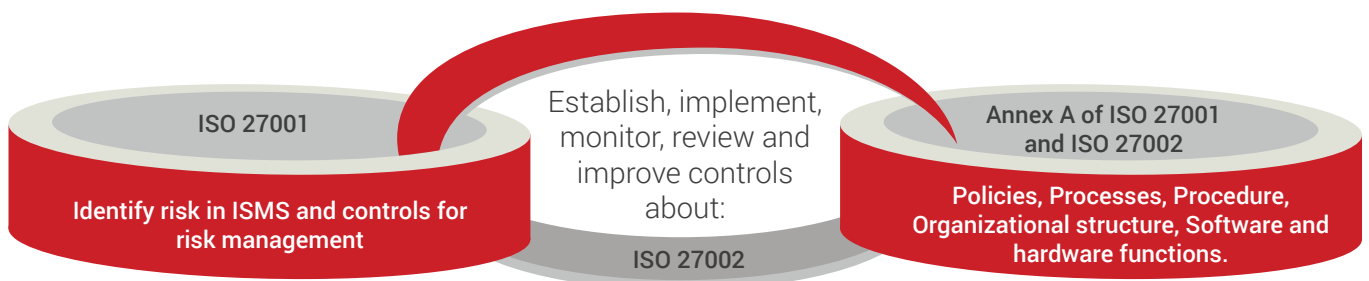 ISO 27001
Identify risk in ISMS and controls for
risk management
Establish, implement,
monitor, review and
improve controls
about:
ISO 27002
Annex A of ISO 27001
and ISO 27002
Policies, Processes, Procedure,
Organizational structure, Software and
hardware functions.